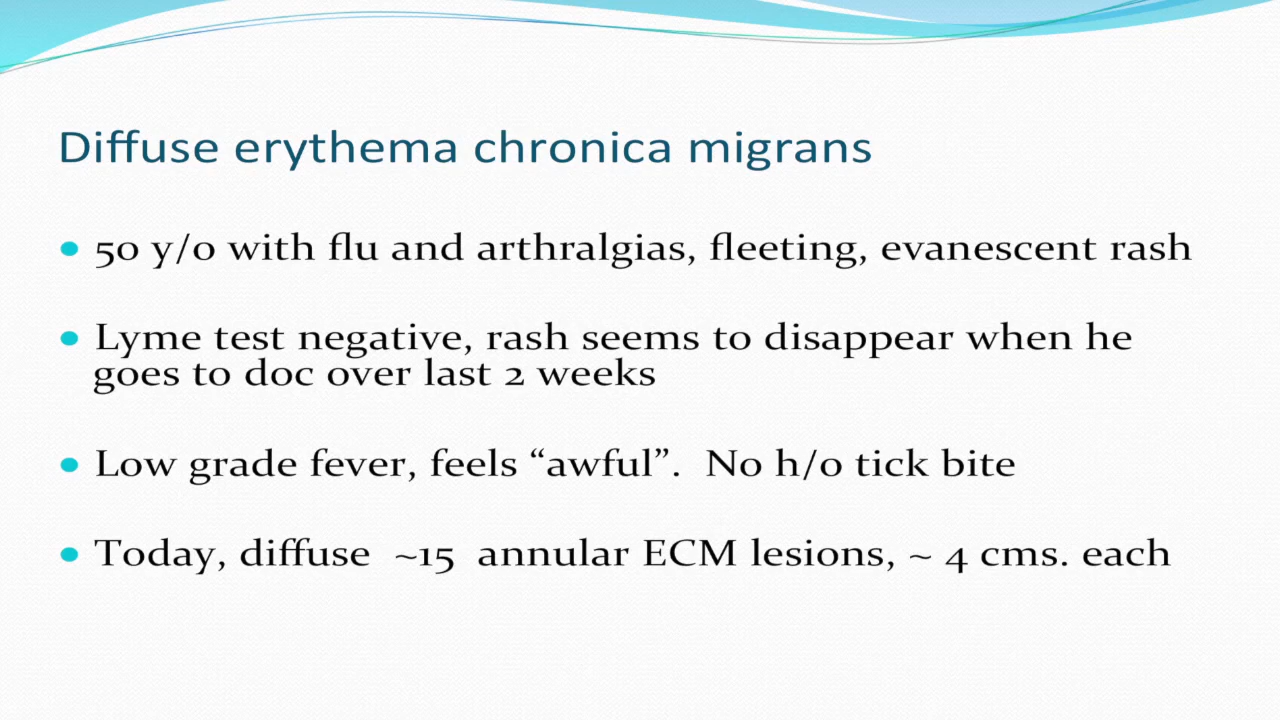 Diffuse erythema chronica migrans
• 50 y/o with flu and arthralgias, fleeting, evanescent rash
• Lyme test negative, rash seems to disappear when he
goes to doc over last 2 weeks
• Low grade fever, feels “awful”.  No h/o tick bite
• Today, diffuse  ~15  annular ECM lesions, ~ 4 cms. each